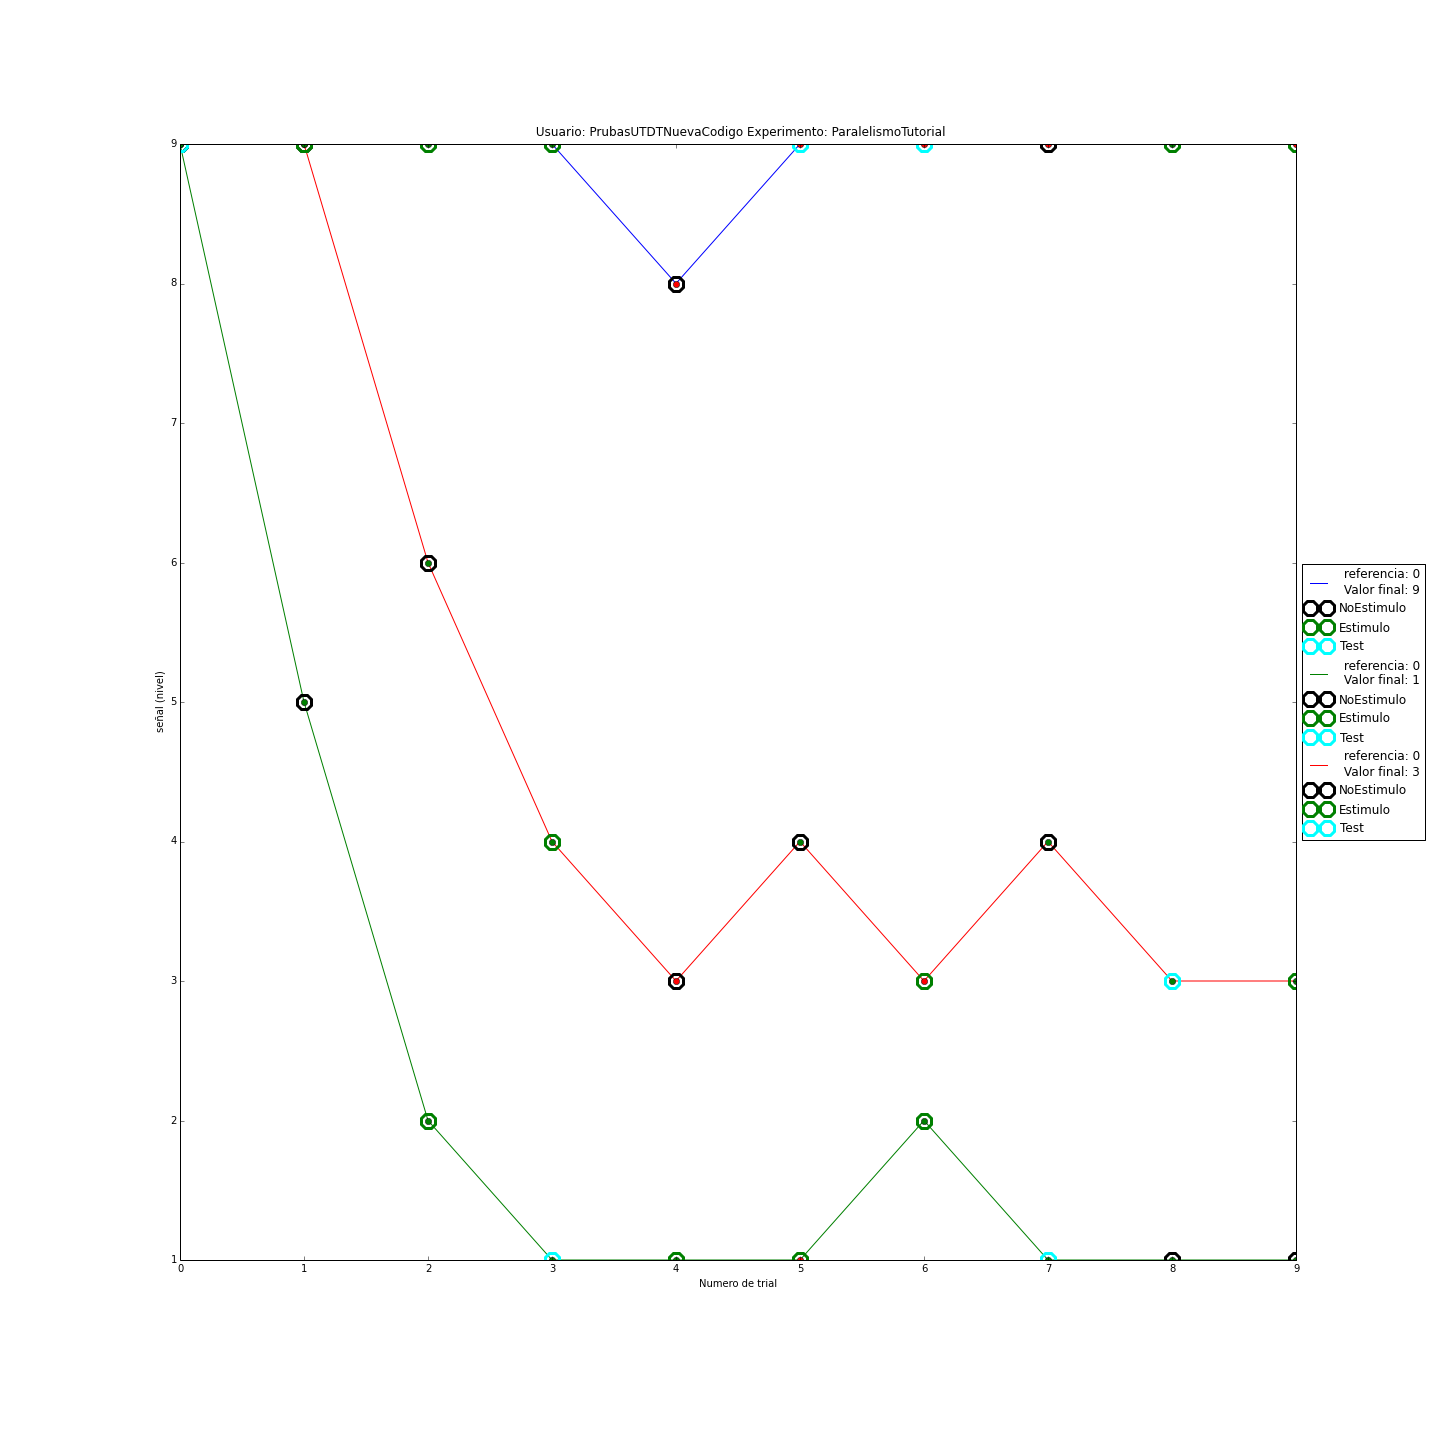 Usuario: PrubasUTDTNuevaCodigo Experimento: ParalelismoTutorial
9
8
7
6
5
4
3
2
1
señal (nivel)
0 1 2 3 4 5 6 7 8 9
Numero de trial
referencia: 0
Valor final: 9
NoEstimulo
Estimulo
Test
referencia: 0
Valor final: 1
NoEstimulo
Estimulo
Test
referencia: 0
Valor final: 3
NoEstimulo
Estimulo
Test